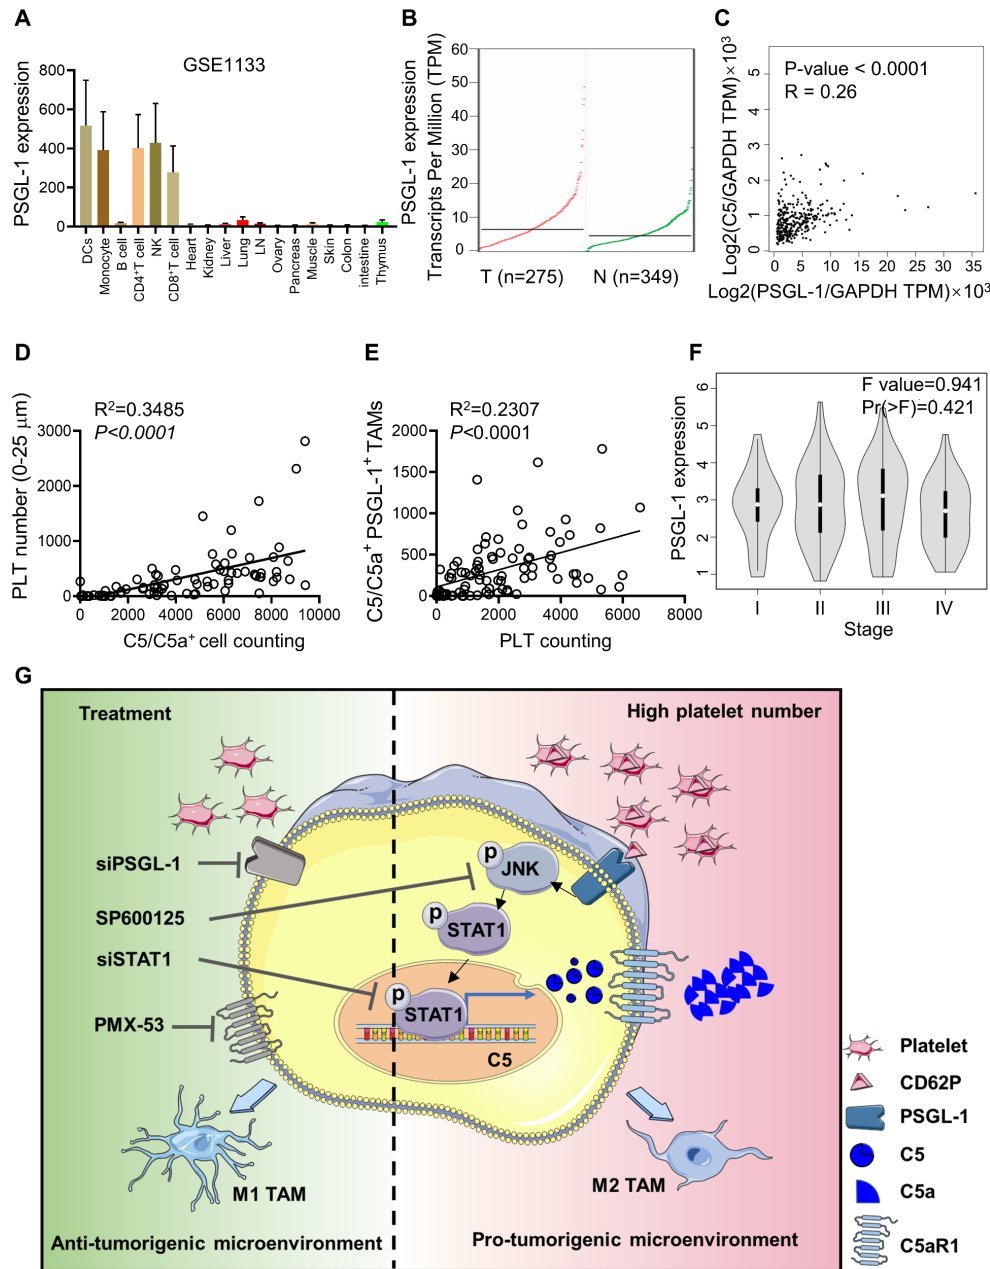 A
GSE1133
PSGL-1 expression
800
600
400
200
0
DCs
Monocyte
B cell
CD4⁺T cell
NK
CD8⁺T cell
Heart
Kidney
Liver
Lung
LN
Ovary
Pancreas
Muscle
Skin
Colon
intestine
Thymus
B
PSGL-1 expression
Transcripts Per Million (TPM)
60
50
40
30
20
10
0
T (n=275)
N (n=349)
C
P-value < 0.0001
R = 0.26
Log2(C5/GAPDH TPM)×10³
5
4
3
2
1
0
0 5 10 15 20 25 30 35
Log2(PSGL-1/GAPDH TPM)×10³
D
R²=0.3485
P<0.0001
PLT number (0-25 μm)
3000
2000
1000
0
0 2000 4000 6000 8000 10000
C5/C5a⁺ cell counting
E
R²=0.2307
P<0.0001
C5/C5a⁺ PSGL-1⁺ TAMs
2000
1500
1000
500
0
0 2000 4000 6000 8000
PLT counting
F
F value=0.941
Pr(>F)=0.421
PSGL-1 expression
6
5
4
3
2
1
I II III IV
Stage
G
Treatment
High platelet number
siPSGL-1
SP600125
siSTAT1
PMX-53
p
JNK
p
STAT1
p
STAT1
C5
M1 TAM
M2 TAM
Anti-tumorigenic microenvironment
Pro-tumorigenic microenvironment
Platelet
CD62P
PSGL-1
C5
C5a
C5aR1